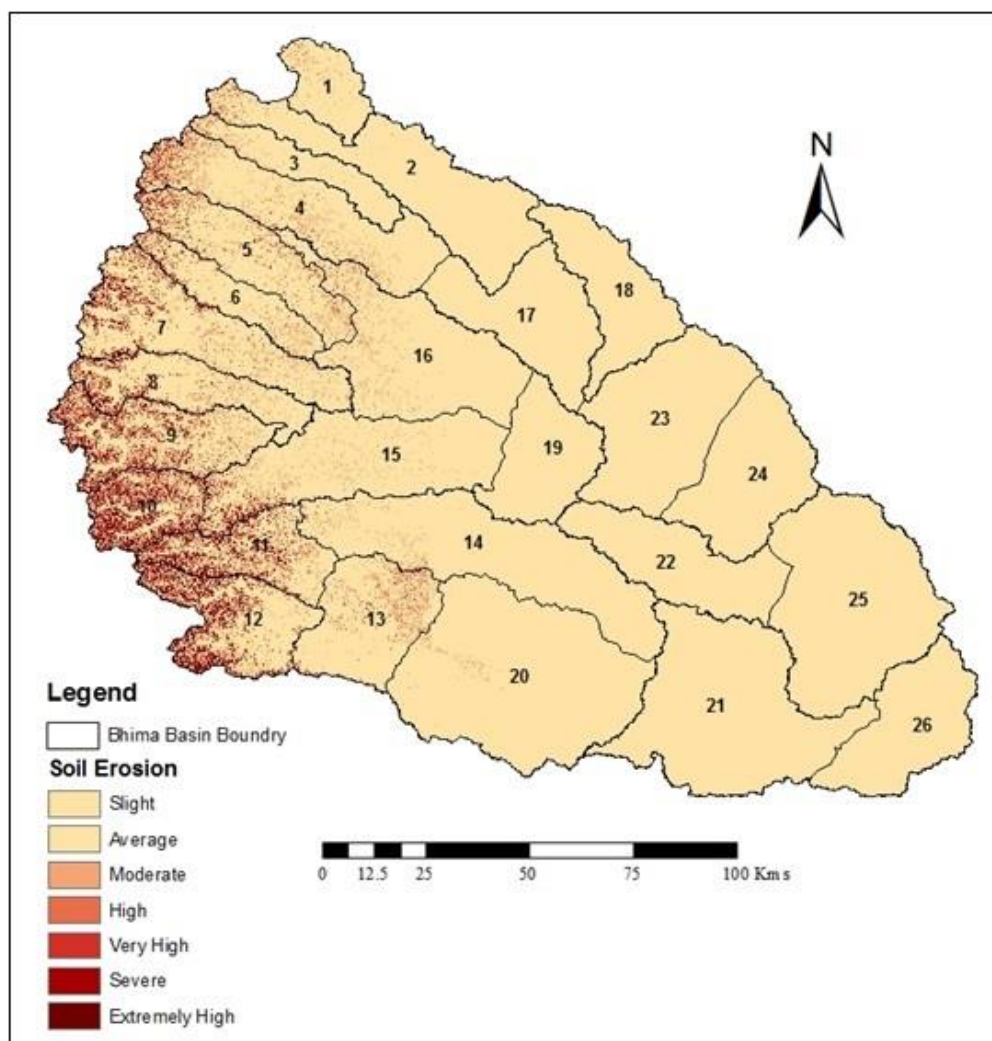 1
N
2
3
4
5
18
6
17
7
16
8
23
9
19
15
24
10
11
14
22
12
13
25
20
21
26
Legend
Bhima Basin Boundry
Soil Erosion
Slight
Average
Moderate
High
Very High
Severe
Extremely High
0 12.5 25 50 75 100 Kms